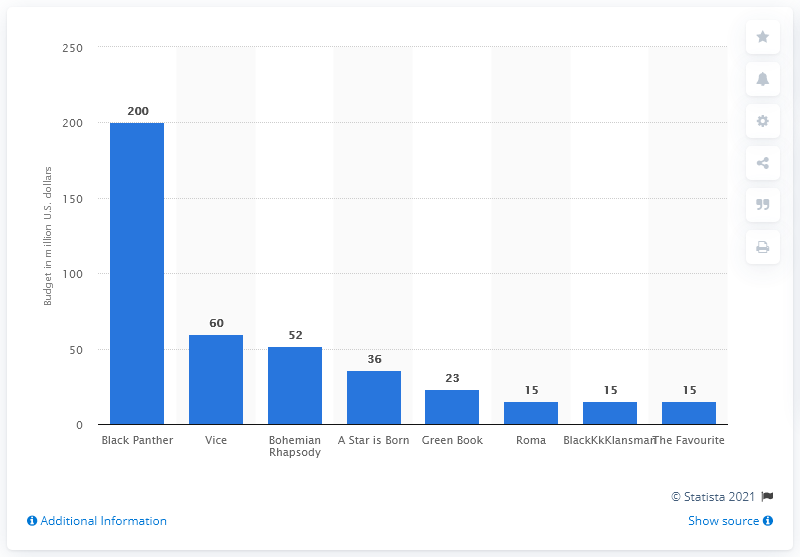 250
200
150
100
50
0
Budget in million U.S. dollars
200
60
52
36
23
15
15
15
Black Panther
Vice
Bohemian
Rhapsody
A Star is Born
Green Book
Roma
BlackKkKlansman
The Favourite
© Statista 2021
Additional Information
Show source